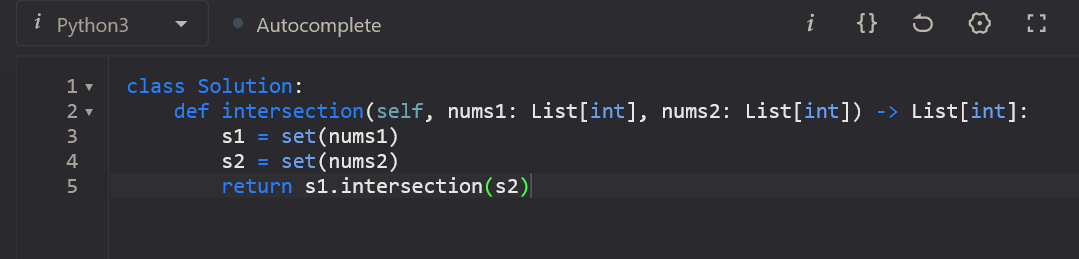 i Python3 Autocomplete i {}
1 class Solution:
2     def intersection(self, nums1: List[int], nums2: List[int]) -> List[int]:
3         s1 = set(nums1)
4         s2 = set(nums2)
5         return s1.intersection(s2)